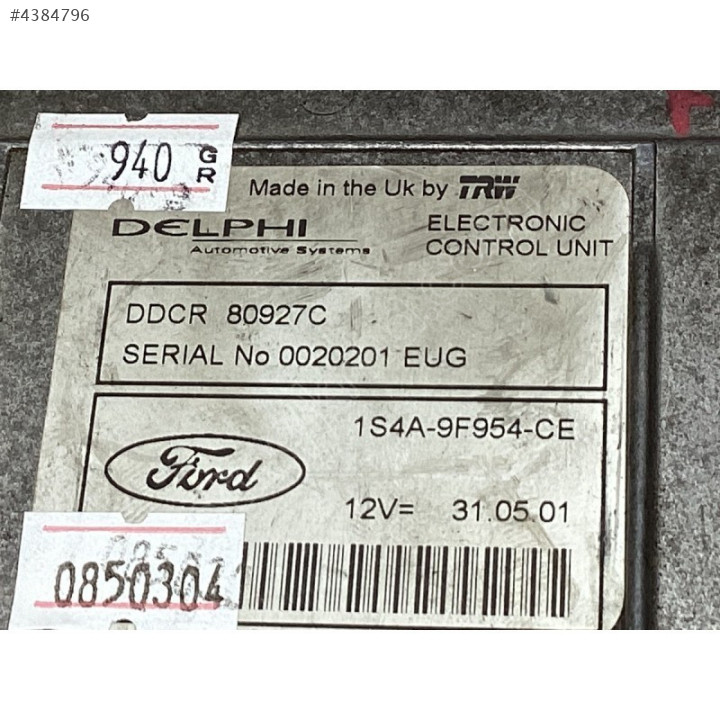 #4384796
940 GR
Made in the Uk by TRW
DELPHI
Automotive Systems
ELECTRONIC
CONTROL UNIT
DDCR 80927C
SERIAL No 0020201 EUG
1S4A-9F954-CE
Ford
12V= 31.05.01
0850304